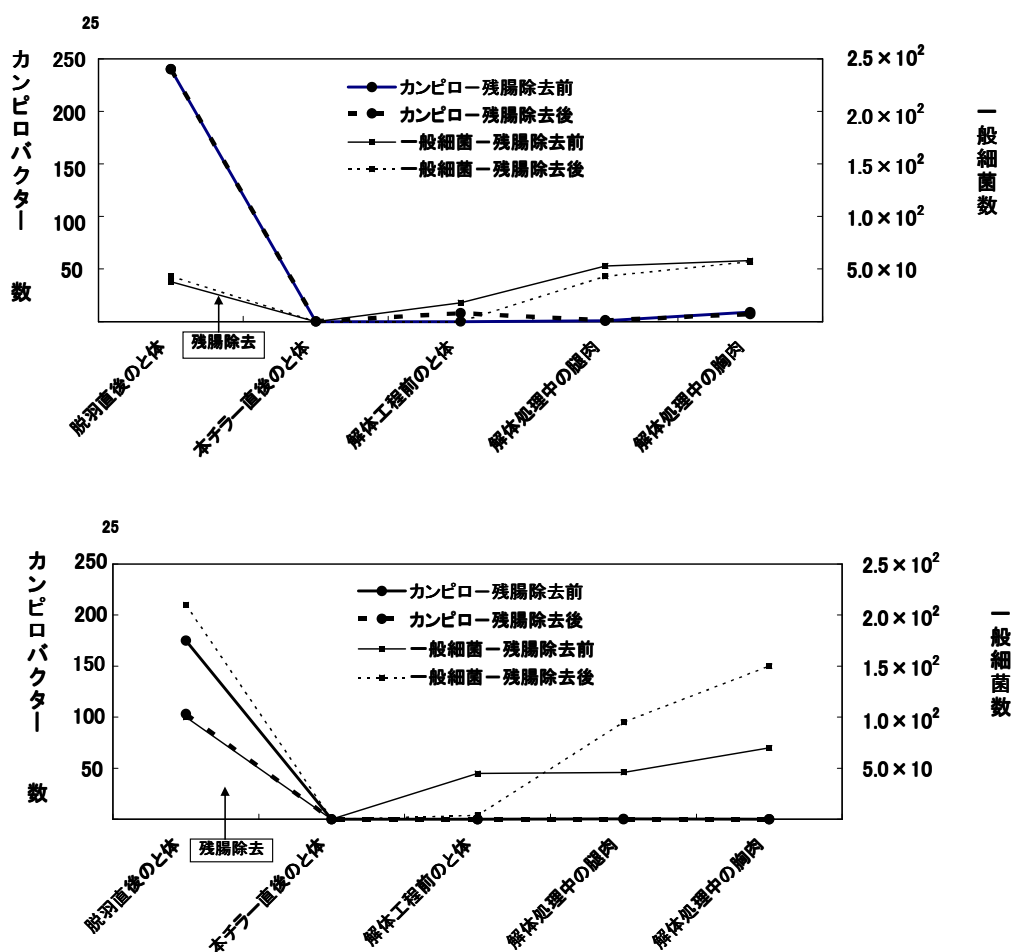 25
カンピロバクター 数
250
200
150
100
50
カンピロー残腸除去前
カンピロー残腸除去後
一般細菌ー残腸除去前
一般細菌ー残腸除去後
2.5×10²
2.0×10²
1.5×10²
1.0×10²
5.0×10
一般細菌数
残腸除去
脱羽直後のと体
本チラー直後のと体
解体工程前のと体
解体処理中の腿肉
解体処理中の胸肉
25
カンピロバクター 数
250
200
150
100
50
カンピロー残腸除去前
カンピロー残腸除去後
一般細菌ー残腸除去前
一般細菌ー残腸除去後
2.5×10²
2.0×10²
1.5×10²
1.0×10²
5.0×10
一般細菌数
残腸除去
脱羽直後のと体
本チラー直後のと体
解体工程前のと体
解体処理中の腿肉
解体処理中の胸肉